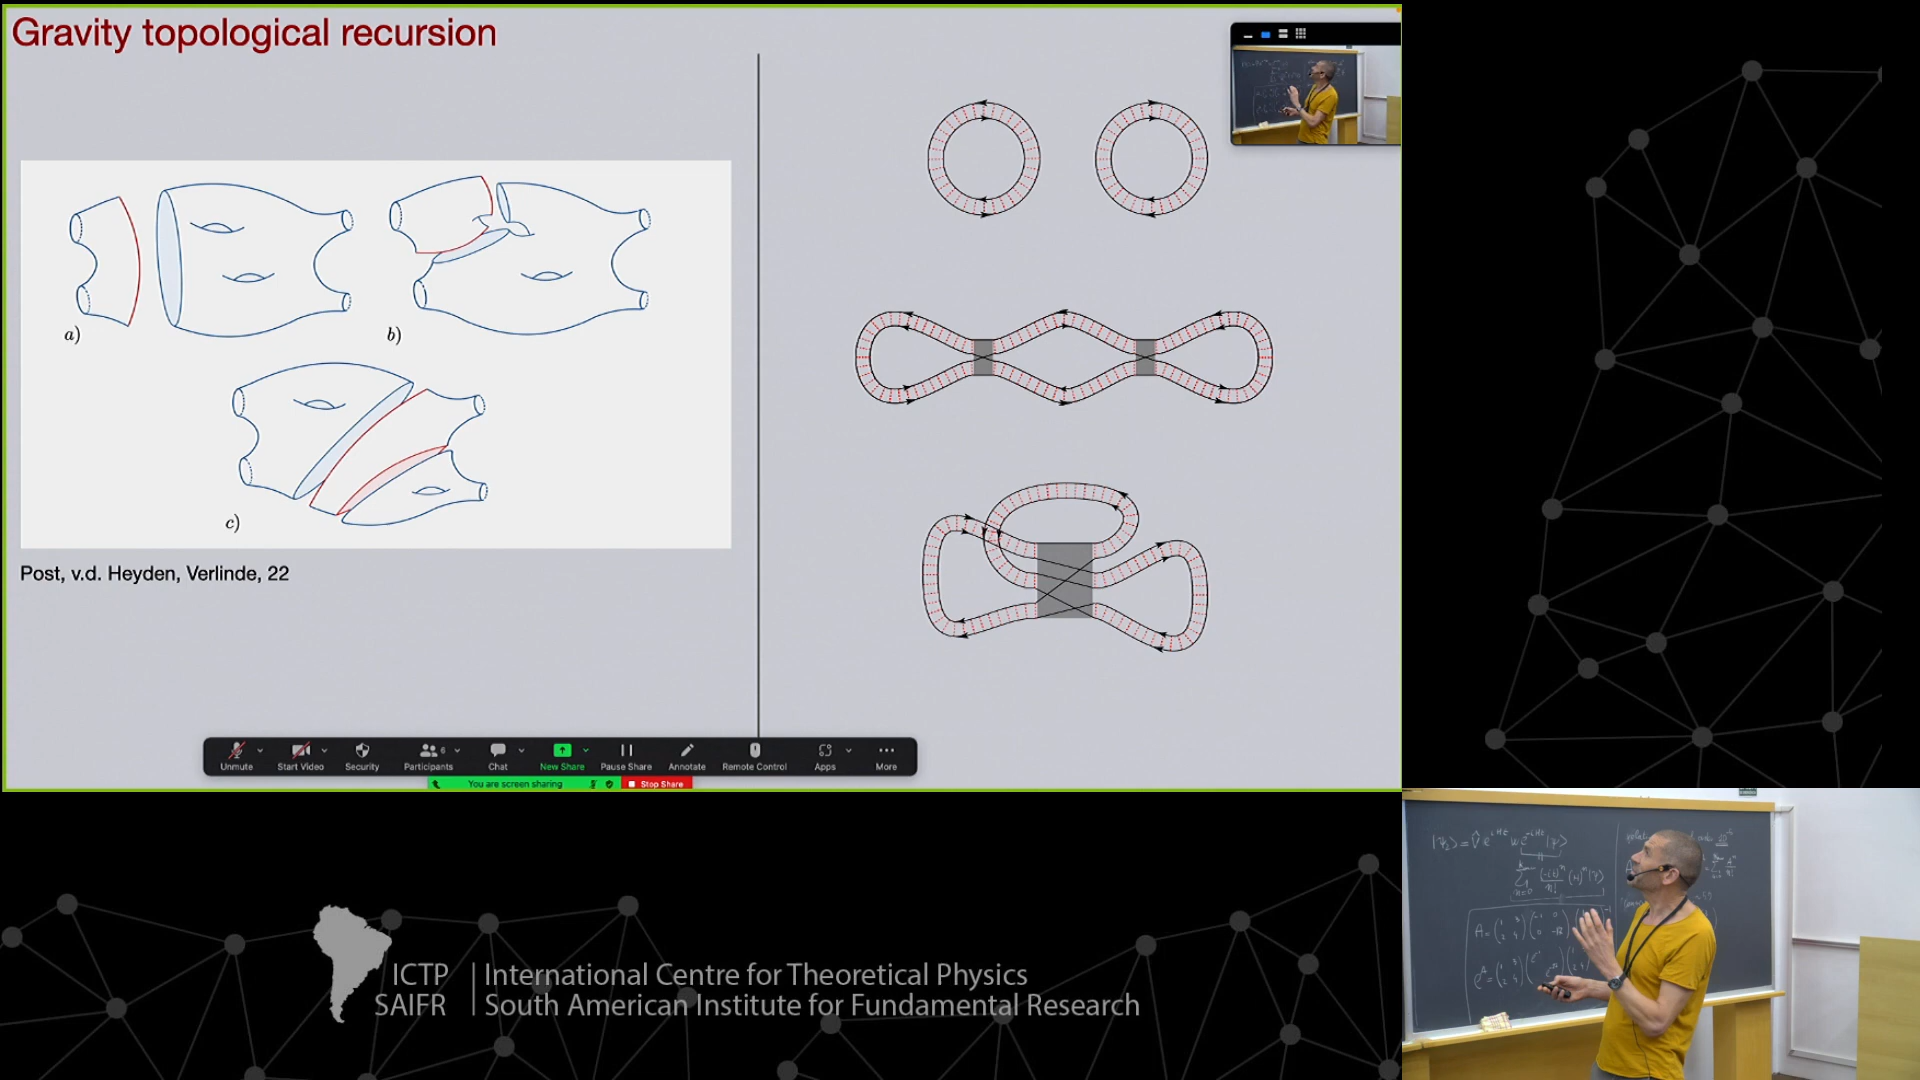 Gravity topological recursion
a)
b)
c)
Post, v.d. Heyden, Verlinde, 22
Unmute
Start Video
Security
Participants 6
Chat
New Share
Pause Share
Annotate
Remote Control
Apps
More
You are screen sharing
Stop Share
ICTP | International Centre for Theoretical Physics
SAIFR | South American Institute for Fundamental Research